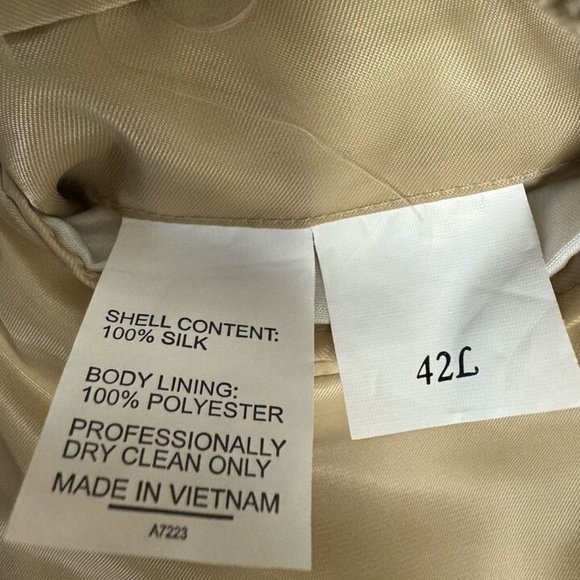 SHELL CONTENT:
100% SILK
BODY LINING:
100% POLYESTER
PROFESSIONALLY
DRY CLEAN ONLY
MADE IN VIETNAM
A7223
42L